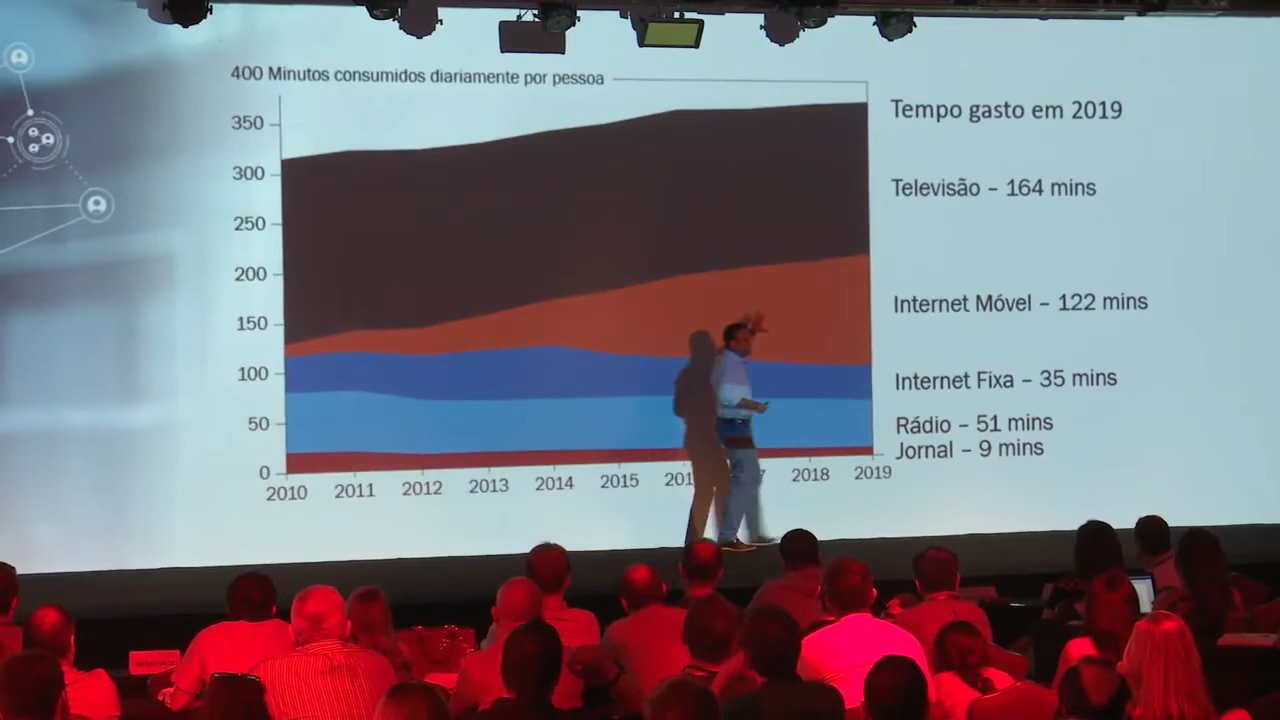 400 Minutos consumidos diariamente por pessoa
350
300
250
200
150
100
50
0
2010 2011 2012 2013 2014 2015 201 7 2018 2019
Tempo gasto em 2019
Televisão – 164 mins
Internet Móvel – 122 mins
Internet Fixa – 35 mins
Rádio – 51 mins
Jornal – 9 mins